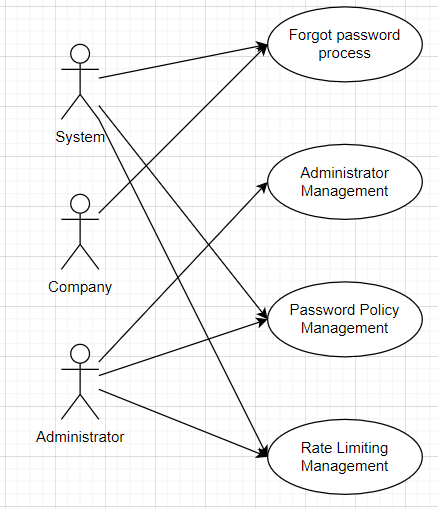 Forgot password
process
System
Administrator
Management
Company
Password Policy
Management
Administrator
Rate Limiting
Management